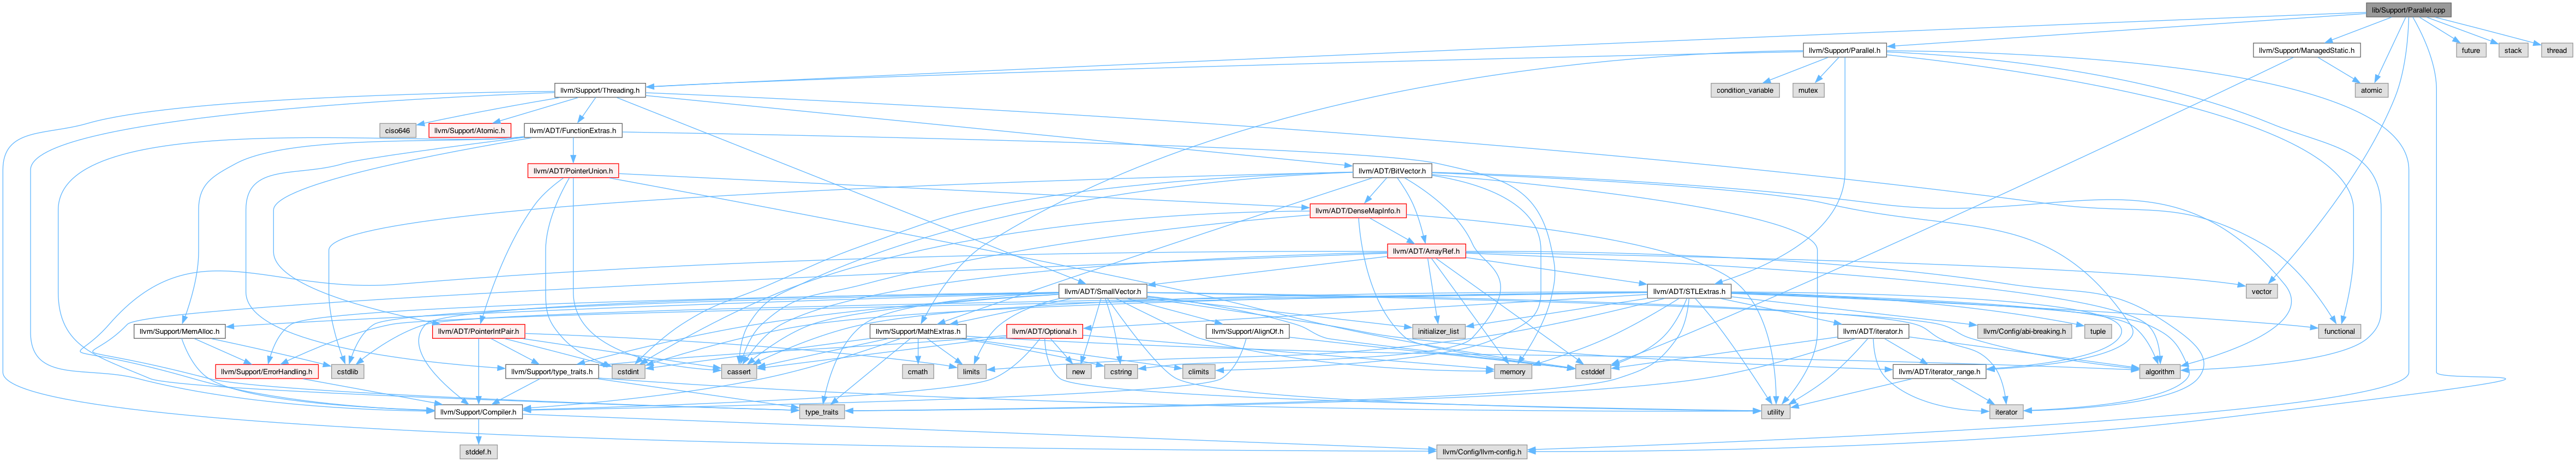 lib/Support/Parallel.cpp
llvm/Support/Parallel.h
llvm/Support/ManagedStatic.h
future
stack
thread
llvm/Support/Threading.h
condition_variable
mutex
atomic
ciso646
llvm/Support/Atomic.h
llvm/ADT/FunctionExtras.h
llvm/ADT/PointerUnion.h
llvm/ADT/BitVector.h
llvm/ADT/DenseMapInfo.h
llvm/ADT/ArrayRef.h
llvm/ADT/SmallVector.h
llvm/ADT/STLExtras.h
vector
llvm/Support/MemAlloc.h
llvm/ADT/PointerIntPair.h
llvm/Support/MathExtras.h
llvm/ADT/Optional.h
llvm/Support/AlignOf.h
initializer_list
llvm/ADT/iterator.h
llvm/Config/abi-breaking.h
tuple
functional
llvm/Support/ErrorHandling.h
cstdlib
llvm/Support/type_traits.h
cstdint
cassert
cmath
limits
new
cstring
climits
memory
cstddef
llvm/ADT/iterator_range.h
algorithm
llvm/Support/Compiler.h
type_traits
utility
iterator
stddef.h
llvm/Config/llvm-config.h